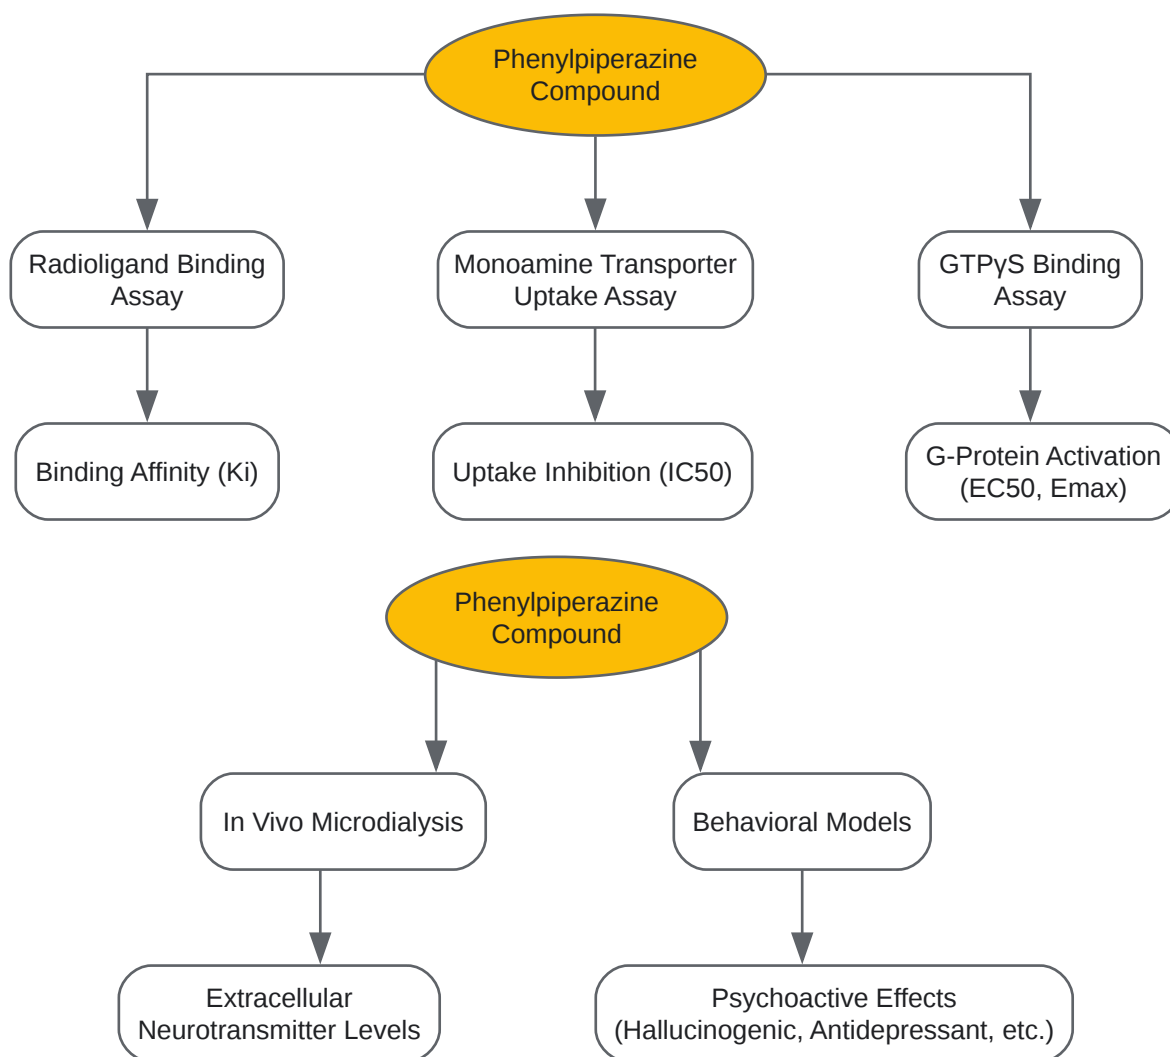 Phenylpiperazine
Compound
Radioligand Binding
Assay
Monoamine Transporter
Uptake Assay
GTPγS Binding
Assay
Binding Affinity (Ki)
Uptake Inhibition (IC50)
G-Protein Activation
(EC50, Emax)
Phenylpiperazine
Compound
In Vivo Microdialysis
Behavioral Models
Extracellular
Neurotransmitter Levels
Psychoactive Effects
(Hallucinogenic, Antidepressant, etc.)